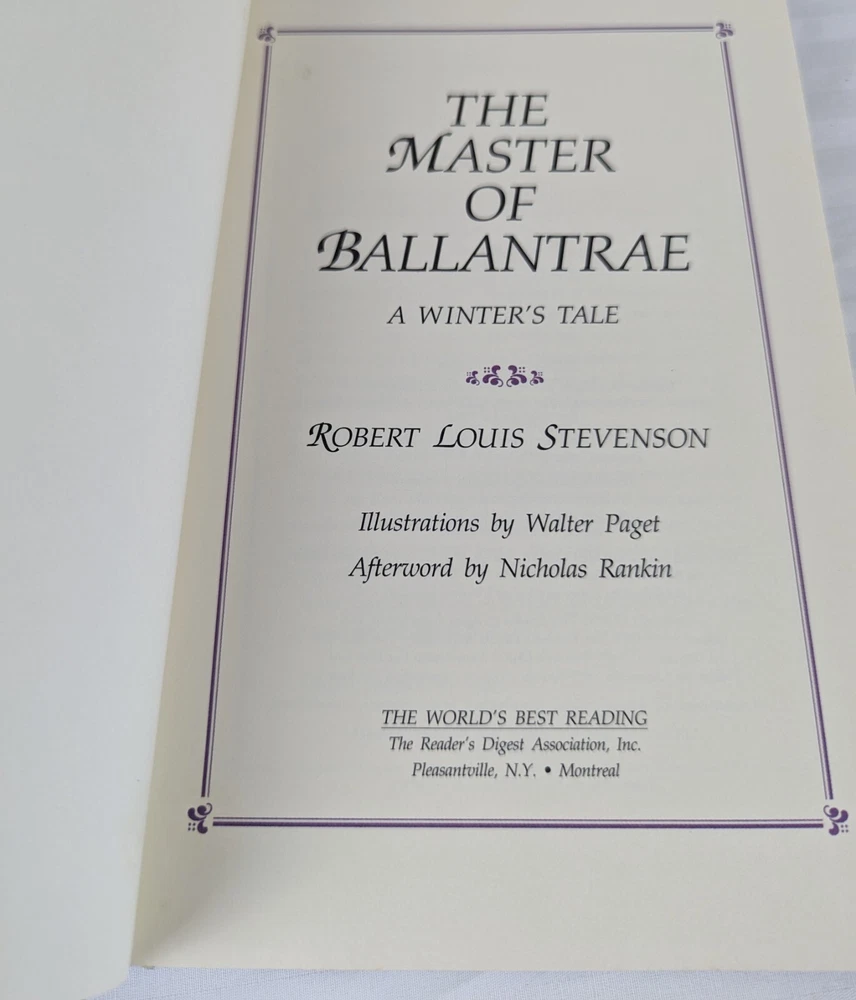 THE
MASTER
OF
BALLANTRAE
A WINTER'S TALE
ROBERT LOUIS STEVENSON
Illustrations by Walter Paget
Afterword by Nicholas Rankin
THE WORLD'S BEST READING
The Reader's Digest Association, Inc.
Pleasantville, N.Y. • Montreal